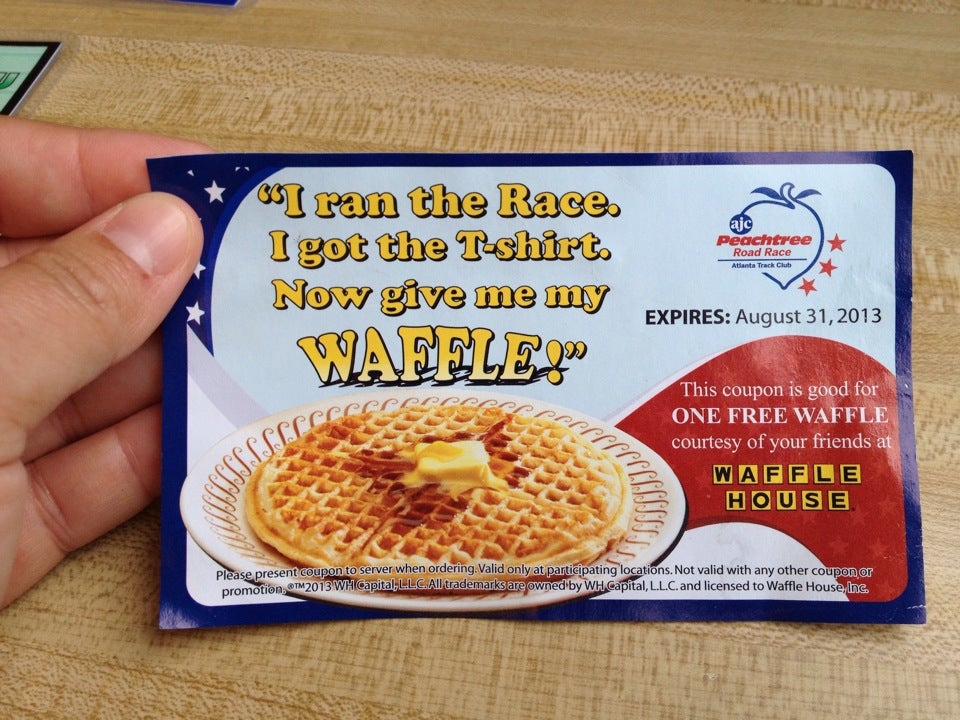 “I ran the Race.
I got the T-shirt.
Now give me my
WAFFLE!”
ajc
Peachtree
Road Race
Atlanta Track Club
EXPIRES: August 31, 2013
This coupon is good for
ONE FREE WAFFLE
courtesy of your friends at
WAFFLE
HOUSE
Please present coupon to server when ordering. Valid only at participating locations. Not valid with any other coupon or
promotion. ®™2013 WH Capital, L.L.C. All trademarks are owned by WH Capital, L.L.C. and licensed to Waffle House, Inc.